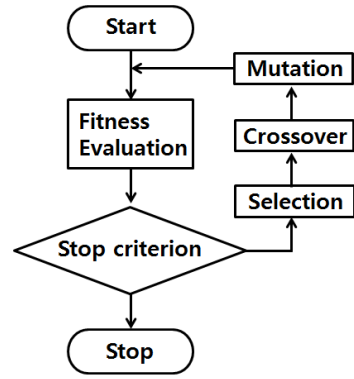 Start
Mutation
Fitness
Evaluation
Crossover
Selection
Stop criterion
Stop